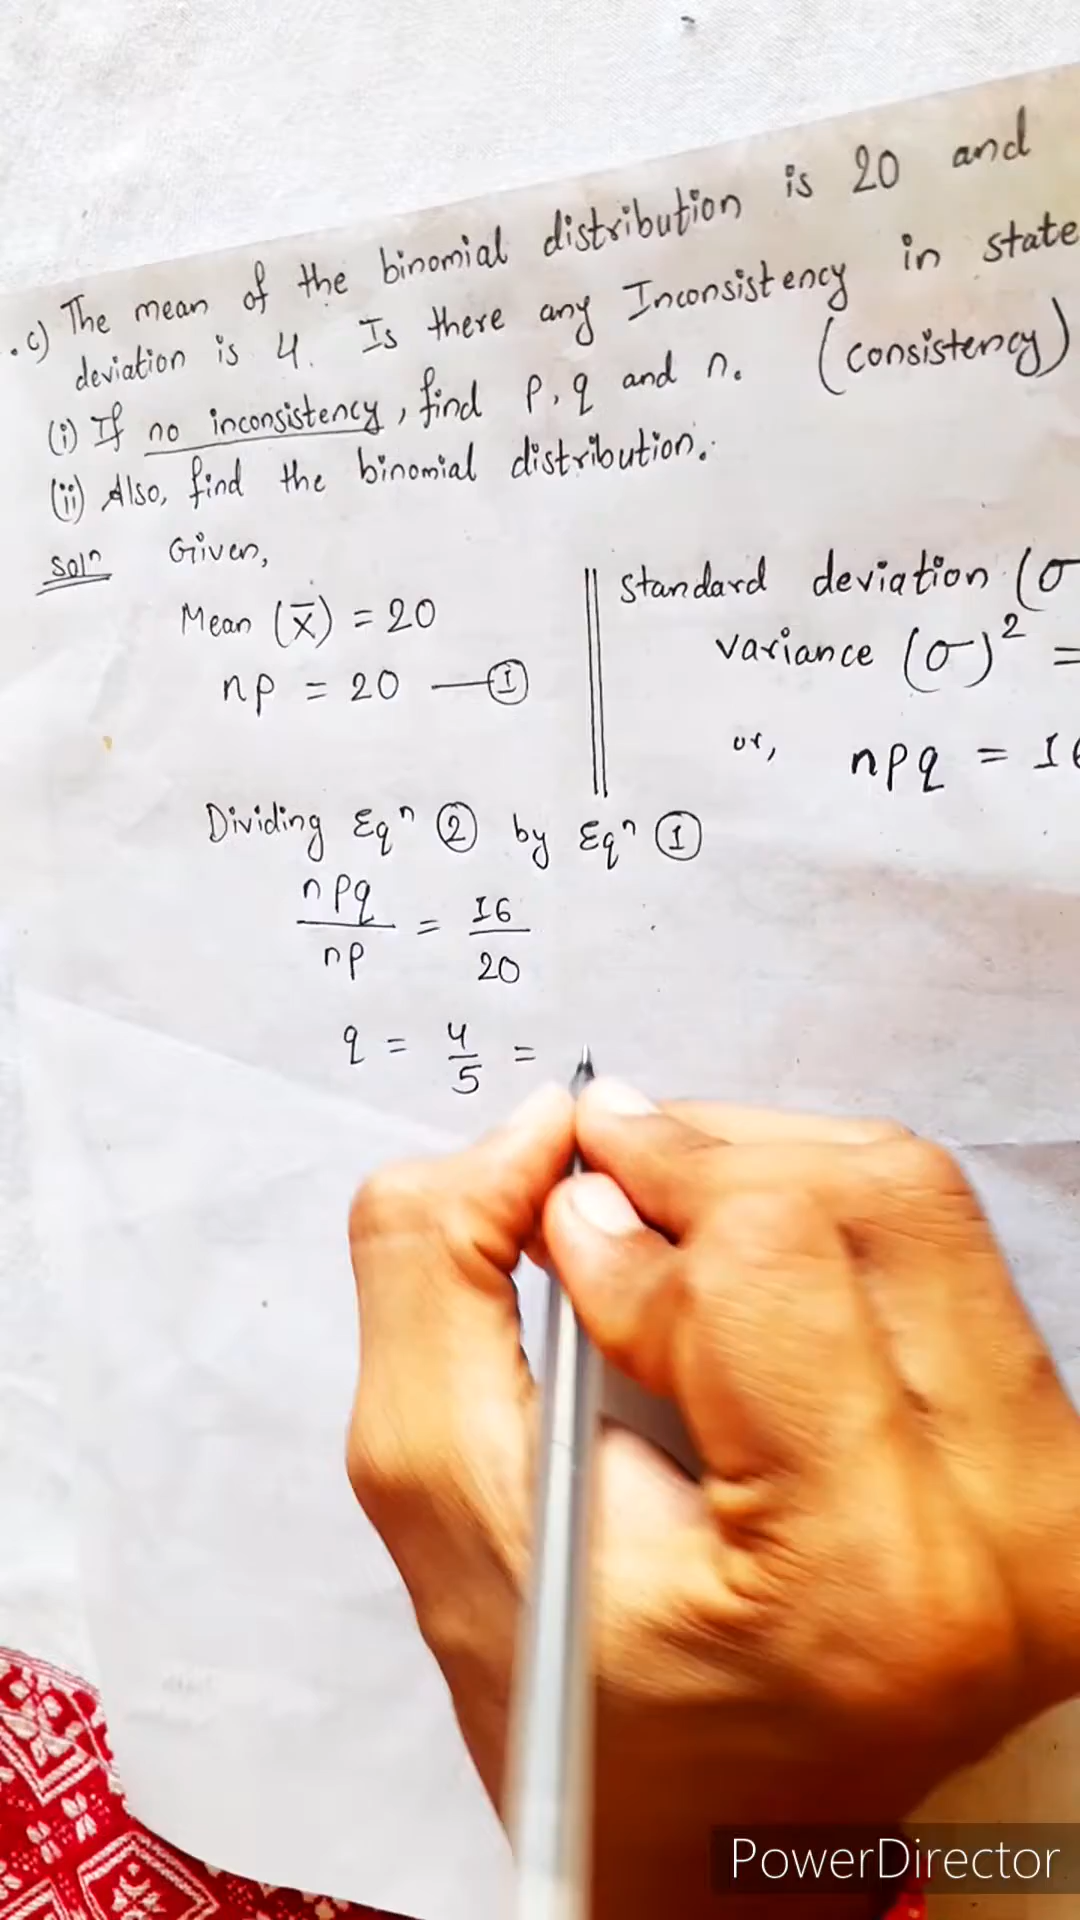 .c) The mean of the binomial distribution is 20 and
deviation is 4. Is there any Inconsistency in state
(i) If no inconsistency, find p, q and n. (consistency)
(ii) Also, find the binomial distribution.
Solⁿ Given,
Mean (x̄) = 20
np = 20 —①
standard deviation (σ
variance (σ)² =
or, npq = 16
Dividing Eqⁿ ② by Eqⁿ ①
npq/np = 16/20
q = 4/5 =
PowerDirector